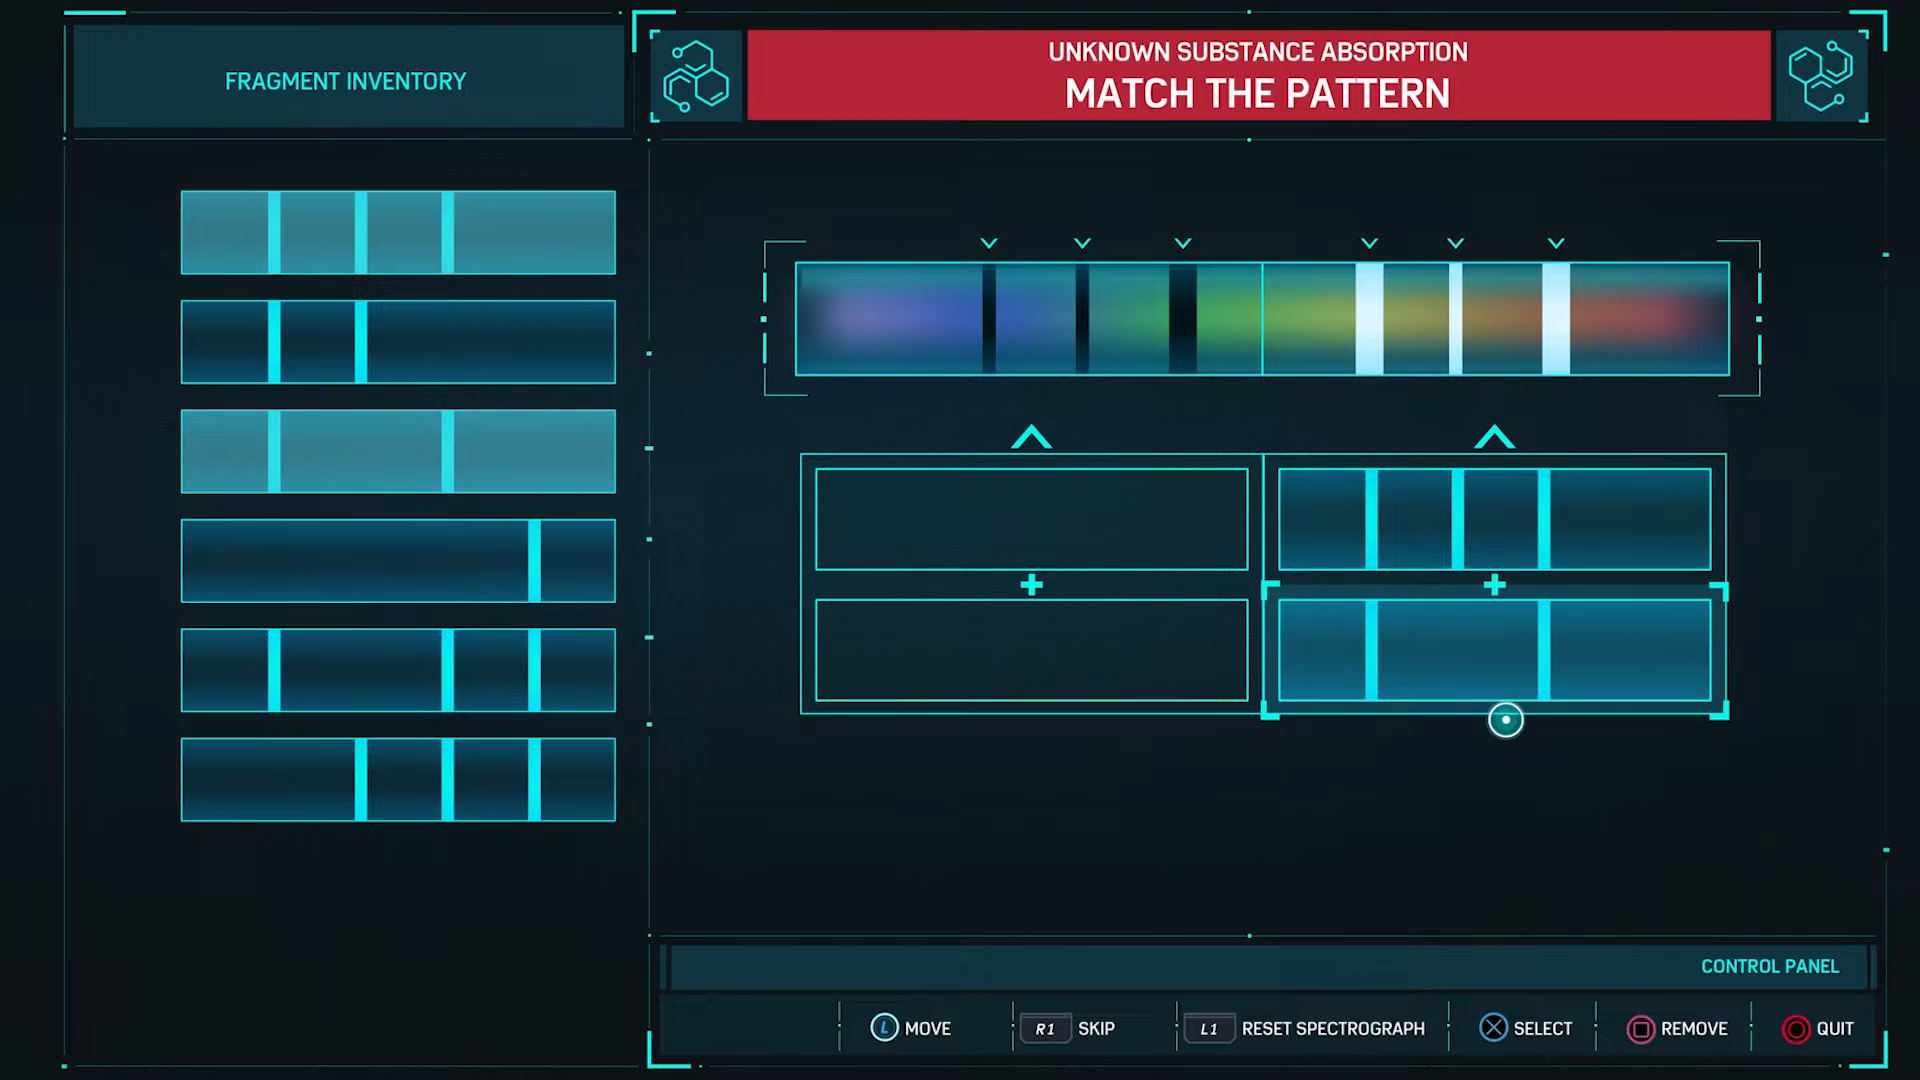 FRAGMENT INVENTORY
UNKNOWN SUBSTANCE ABSORPTION
MATCH THE PATTERN
CONTROL PANEL
L MOVE
R1 SKIP
L1 RESET SPECTROGRAPH
SELECT
REMOVE
QUIT